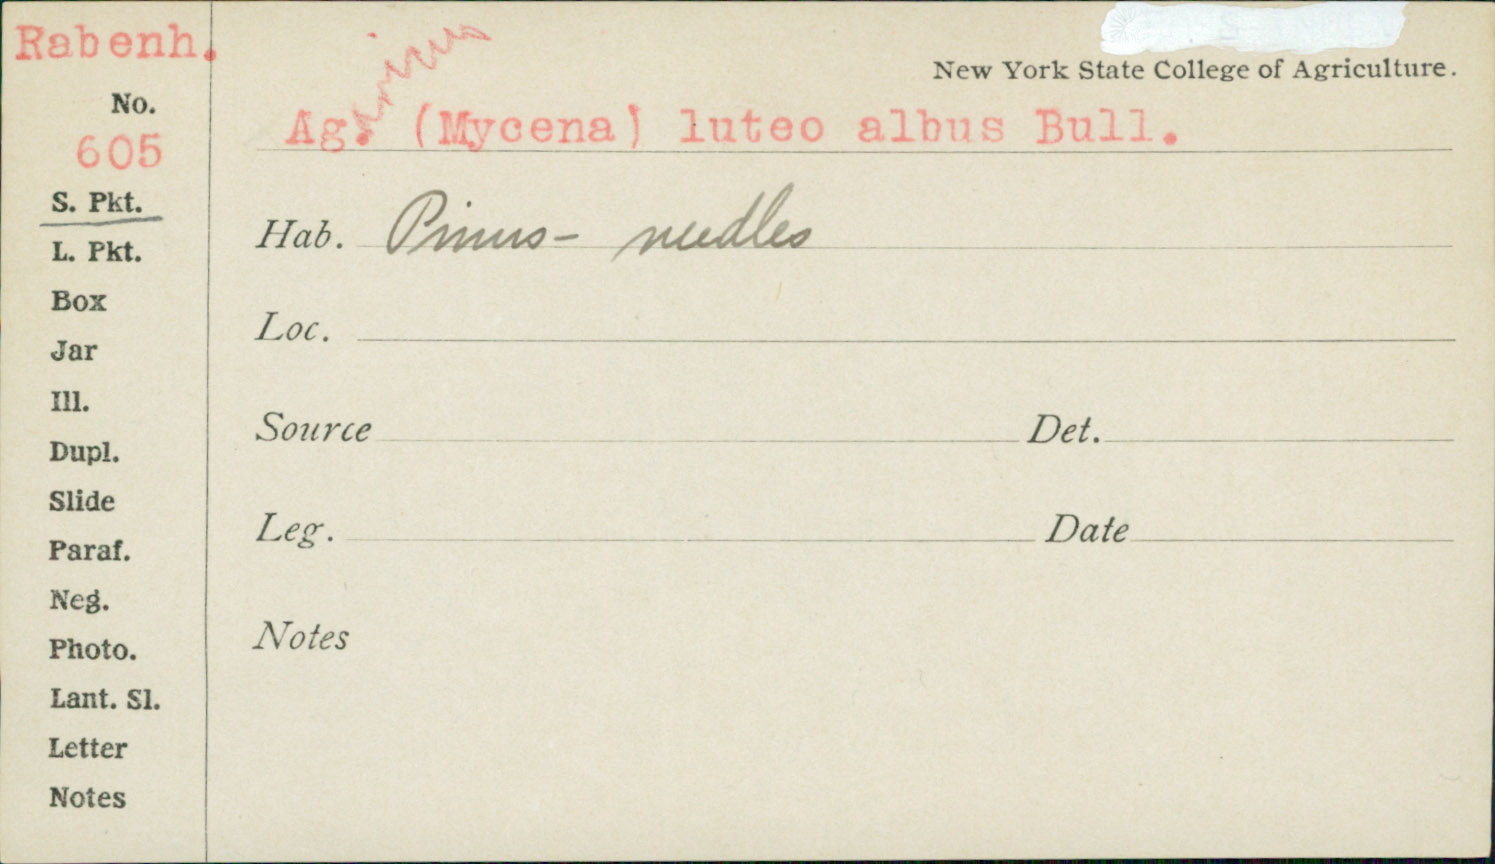 Rabenh.
No.
605
S. Pkt.
L. Pkt.
Box
Jar
Ill.
Dupl.
Slide
Paraf.
Neg.
Photo.
Lant. Sl.
Letter
Notes
New York State College of Agriculture.
Ag. (Mycena) luteo albus Bull.
Hab. Pinus- needles
Loc.
Source Det.
Leg. Date
Notes